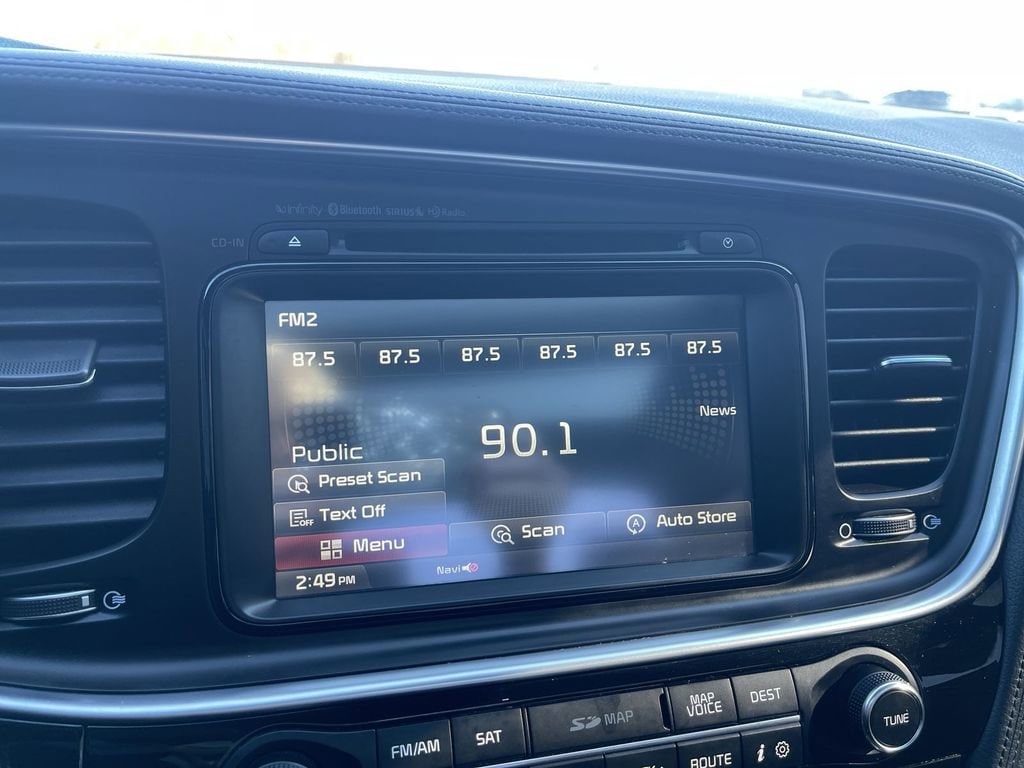 infinity Bluetooth SIRIUS HD Radio
CD-IN
FM2
87.5 87.5 87.5 87.5 87.5 87.5
News
90.1
Public
Preset Scan
OFF Text Off
Menu Scan A Auto Store
2:49 PM Navi
MAP VOICE DEST
SD MAP
TUNE
FM/AM SAT
ROUTE i